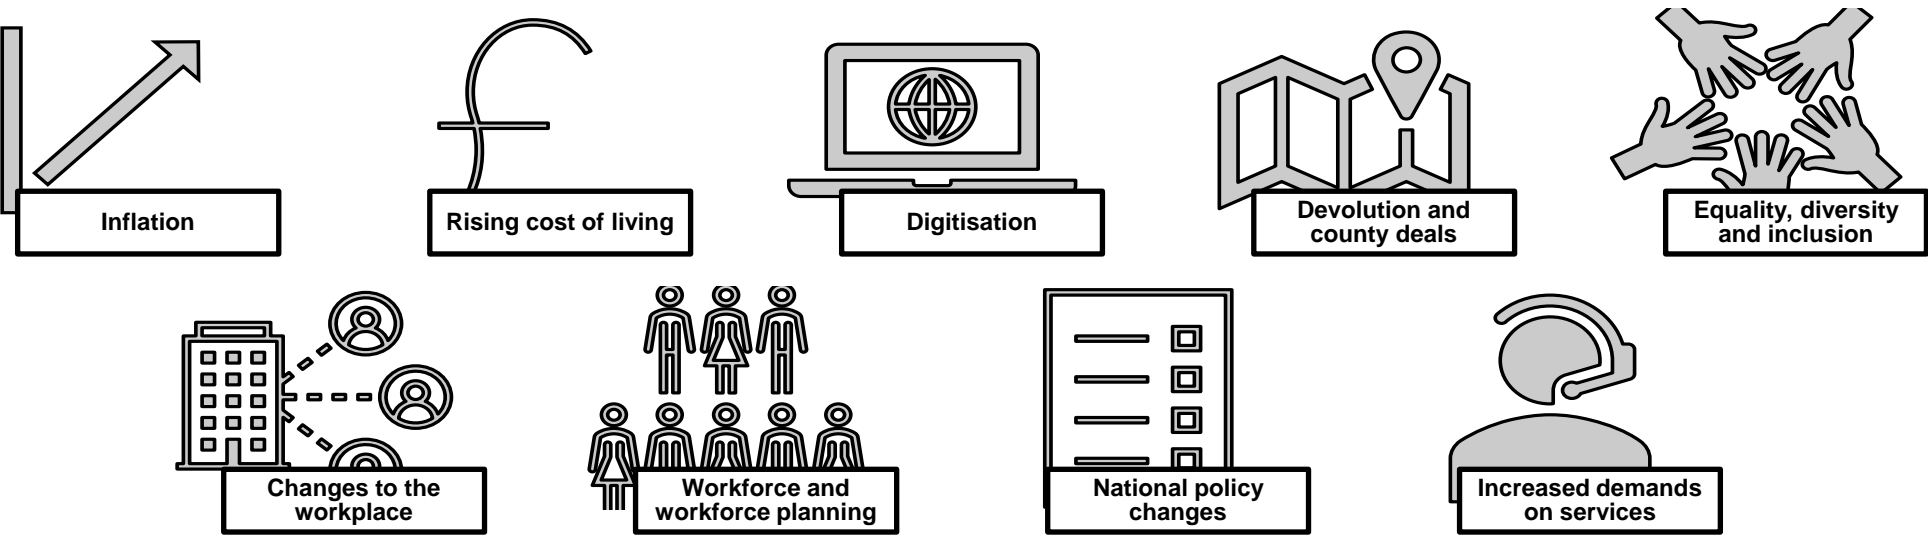 Inflation
Rising cost of living
Digitisation
Devolution and
county deals
Equality, diversity
and inclusion
Changes to the
workplace
Workforce and
workforce planning
National policy
changes
Increased demands
on services